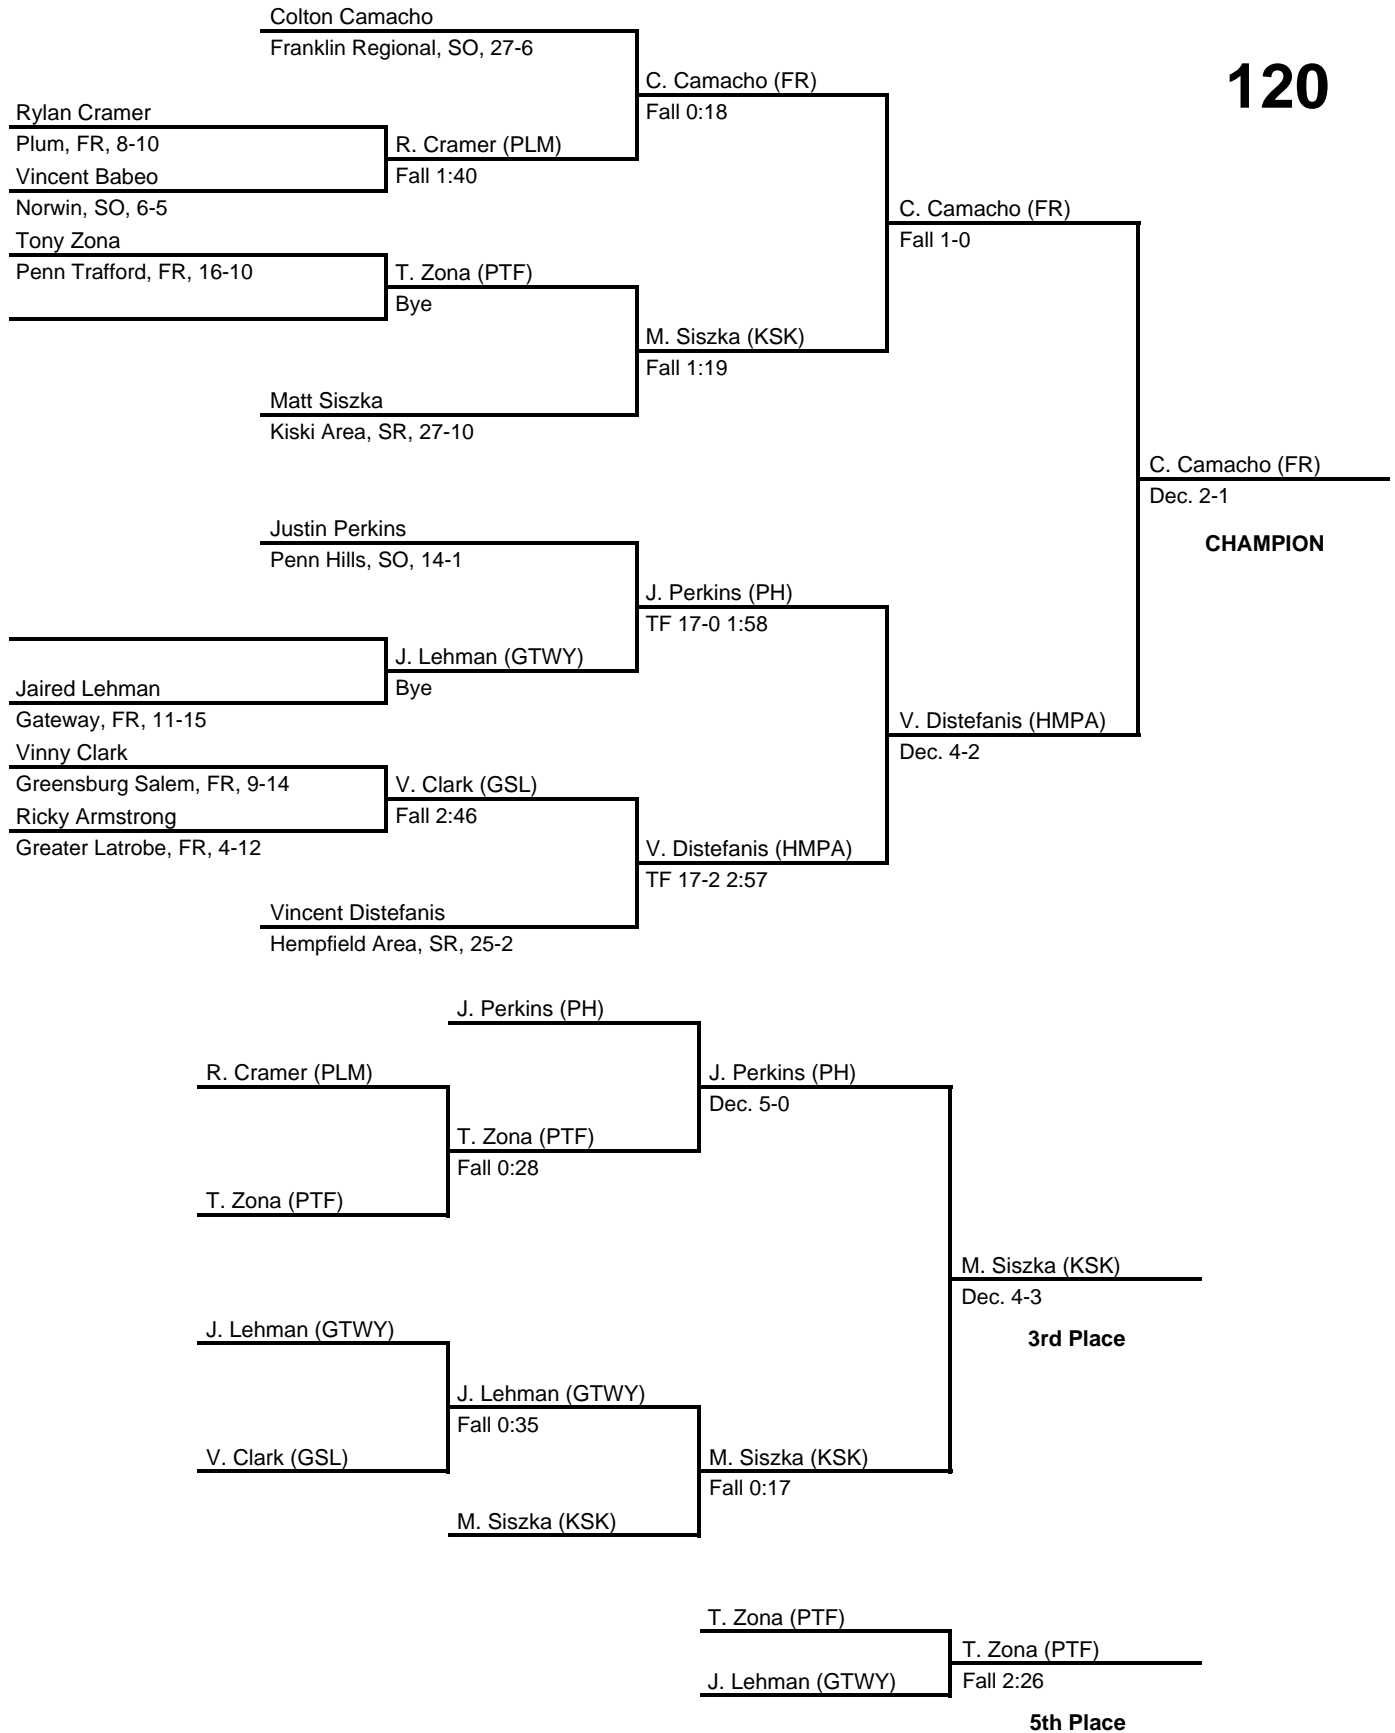 Colton Camacho
Franklin Regional, SO, 27-6
C. Camacho (FR)
Fall 0:18
120
Rylan Cramer
Plum, FR, 8-10
R. Cramer (PLM)
Fall 1:40
Vincent Babeo
Norwin, SO, 6-5
C. Camacho (FR)
Fall 1-0
Tony Zona
Penn Trafford, FR, 16-10
T. Zona (PTF)
Bye
M. Siszka (KSK)
Fall 1:19
Matt Siszka
Kiski Area, SR, 27-10
C. Camacho (FR)
Dec. 2-1
CHAMPION
Justin Perkins
Penn Hills, SO, 14-1
J. Perkins (PH)
TF 17-0 1:58
J. Lehman (GTWY)
Bye
Jaired Lehman
Gateway, FR, 11-15
V. Distefanis (HMPA)
Dec. 4-2
Vinny Clark
Greensburg Salem, FR, 9-14
V. Clark (GSL)
Fall 2:46
Ricky Armstrong
Greater Latrobe, FR, 4-12
V. Distefanis (HMPA)
TF 17-2 2:57
Vincent Distefanis
Hempfield Area, SR, 25-2
J. Perkins (PH)
R. Cramer (PLM)
J. Perkins (PH)
Dec. 5-0
T. Zona (PTF)
Fall 0:28
T. Zona (PTF)
M. Siszka (KSK)
Dec. 4-3
3rd Place
J. Lehman (GTWY)
J. Lehman (GTWY)
Fall 0:35
V. Clark (GSL)
M. Siszka (KSK)
Fall 0:17
M. Siszka (KSK)
T. Zona (PTF)
T. Zona (PTF)
Fall 2:26
J. Lehman (GTWY)
5th Place